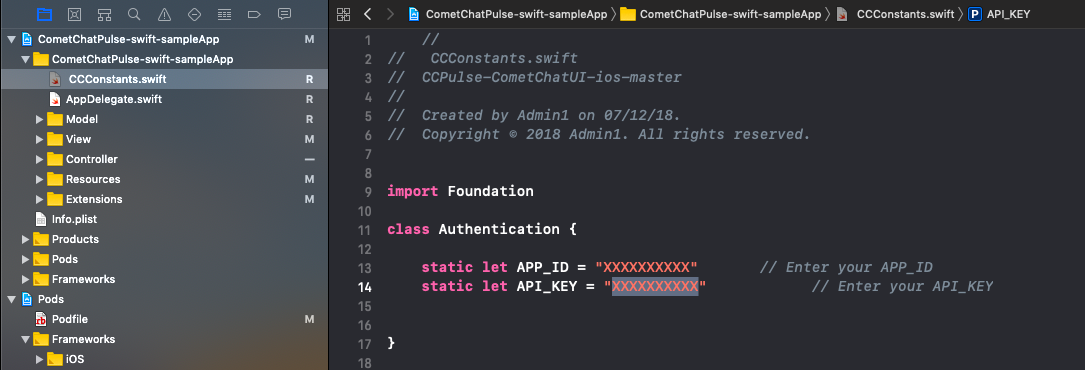 CometChatPulse-swift-sampleApp M
CometChatPulse-swift-sampleApp
CCConstants.swift R
AppDelegate.swift R
Model R
View M
Controller —
Resources M
Extensions M
Info.plist
Products
Pods
Frameworks
Pods
Podfile M
Frameworks
iOS
CometChatPulse-swift-sampleApp CometChatPulse-swift-sampleApp CCConstants.swift P API_KEY
1 //
2 // CCConstants.swift
3 // CCPulse-CometChatUI-ios-master
4 //
5 // Created by Admin1 on 07/12/18.
6 // Copyright © 2018 Admin1. All rights reserved.
7
8
9 import Foundation
10
11 class Authentication {
12
13 static let APP_ID = "XXXXXXXXXX" // Enter your APP_ID
14 static let API_KEY = "XXXXXXXXXX" // Enter your API_KEY
15
16
17 }
18